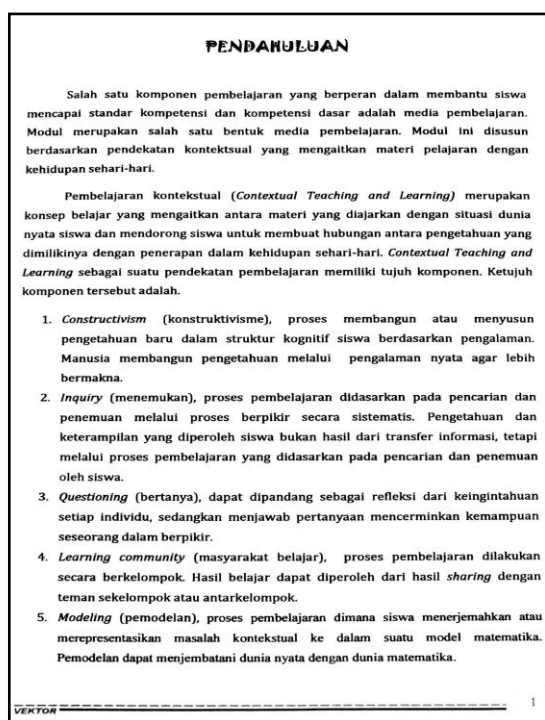 PENDAHULUAN
Salah satu komponen pembelajaran yang berperan dalam membantu siswa
mencapai standar kompetensi dan kompetensi dasar adalah media pembelajaran.
Modul merupakan salah satu bentuk media pembelajaran. Modul ini disusun
berdasarkan pendekatan kontektsual yang mengaitkan materi pelajaran dengan
kehidupan sehari-hari.
Pembelajaran kontekstual (Contextual Teaching and Learning) merupakan
konsep belajar yang mengaitkan antara materi yang diajarkan dengan situasi dunia
nyata siswa dan mendorong siswa untuk membuat hubungan antara pengetahuan yang
dimilikinya dengan penerapan dalam kehidupan sehari-hari. Contextual Teaching and
Learning sebagai suatu pendekatan pembelajaran memiliki tujuh komponen. Ketujuh
komponen tersebut adalah.
1. Constructivism (konstruktivisme), proses membangun atau menyusun
pengetahuan baru dalam struktur kognitif siswa berdasarkan pengalaman.
Manusia membangun pengetahuan melalui pengalaman nyata agar lebih
bermakna.
2. Inquiry (menemukan), proses pembelajaran didasarkan pada pencarian dan
penemuan melalui proses berpikir secara sistematis. Pengetahuan dan
keterampilan yang diperoleh siswa bukan hasil dari transfer informasi, tetapi
melalui proses pembelajaran yang didasarkan pada pencarian dan penemuan
oleh siswa.
3. Questioning (bertanya), dapat dipandang sebagai refleksi dari keingintahuan
setiap individu, sedangkan menjawab pertanyaan mencerminkan kemampuan
seseorang dalam berpikir.
4. Learning community (masyarakat belajar), proses pembelajaran dilakukan
secara berkelompok. Hasil belajar dapat diperoleh dari hasil sharing dengan
teman sekelompok atau antarkelompok.
5. Modeling (pemodelan), proses pembelajaran dimana siswa menerjemahkan atau
merepresentasikan masalah kontekstual ke dalam suatu model matematika.
Pemodelan dapat menjembatani dunia nyata dengan dunia matematika.
VEKTOR 1